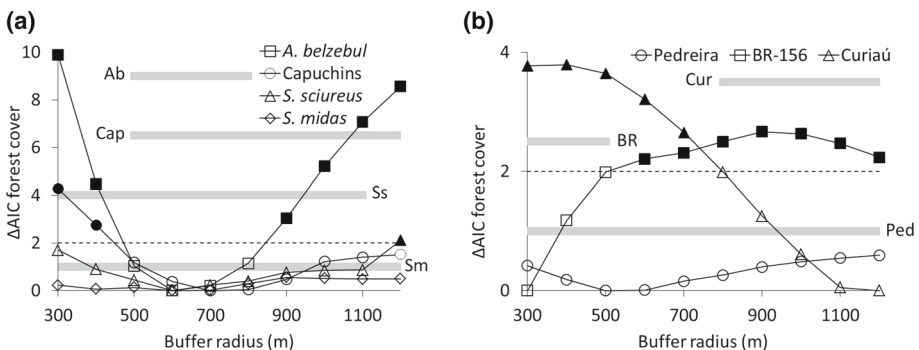 (a)
ΔAIC forest cover
10
8
6
4
2
0
A. belzebul
Capuchins
S. sciureus
S. midas
Ab
Cap
Ss
Sm
300 500 700 900 1100
Buffer radius (m)
(b)
ΔAIC forest cover
4
2
0
Pedreira BR-156 Curiaú
Cur
BR
Ped
300 500 700 900 1100
Buffer radius (m)